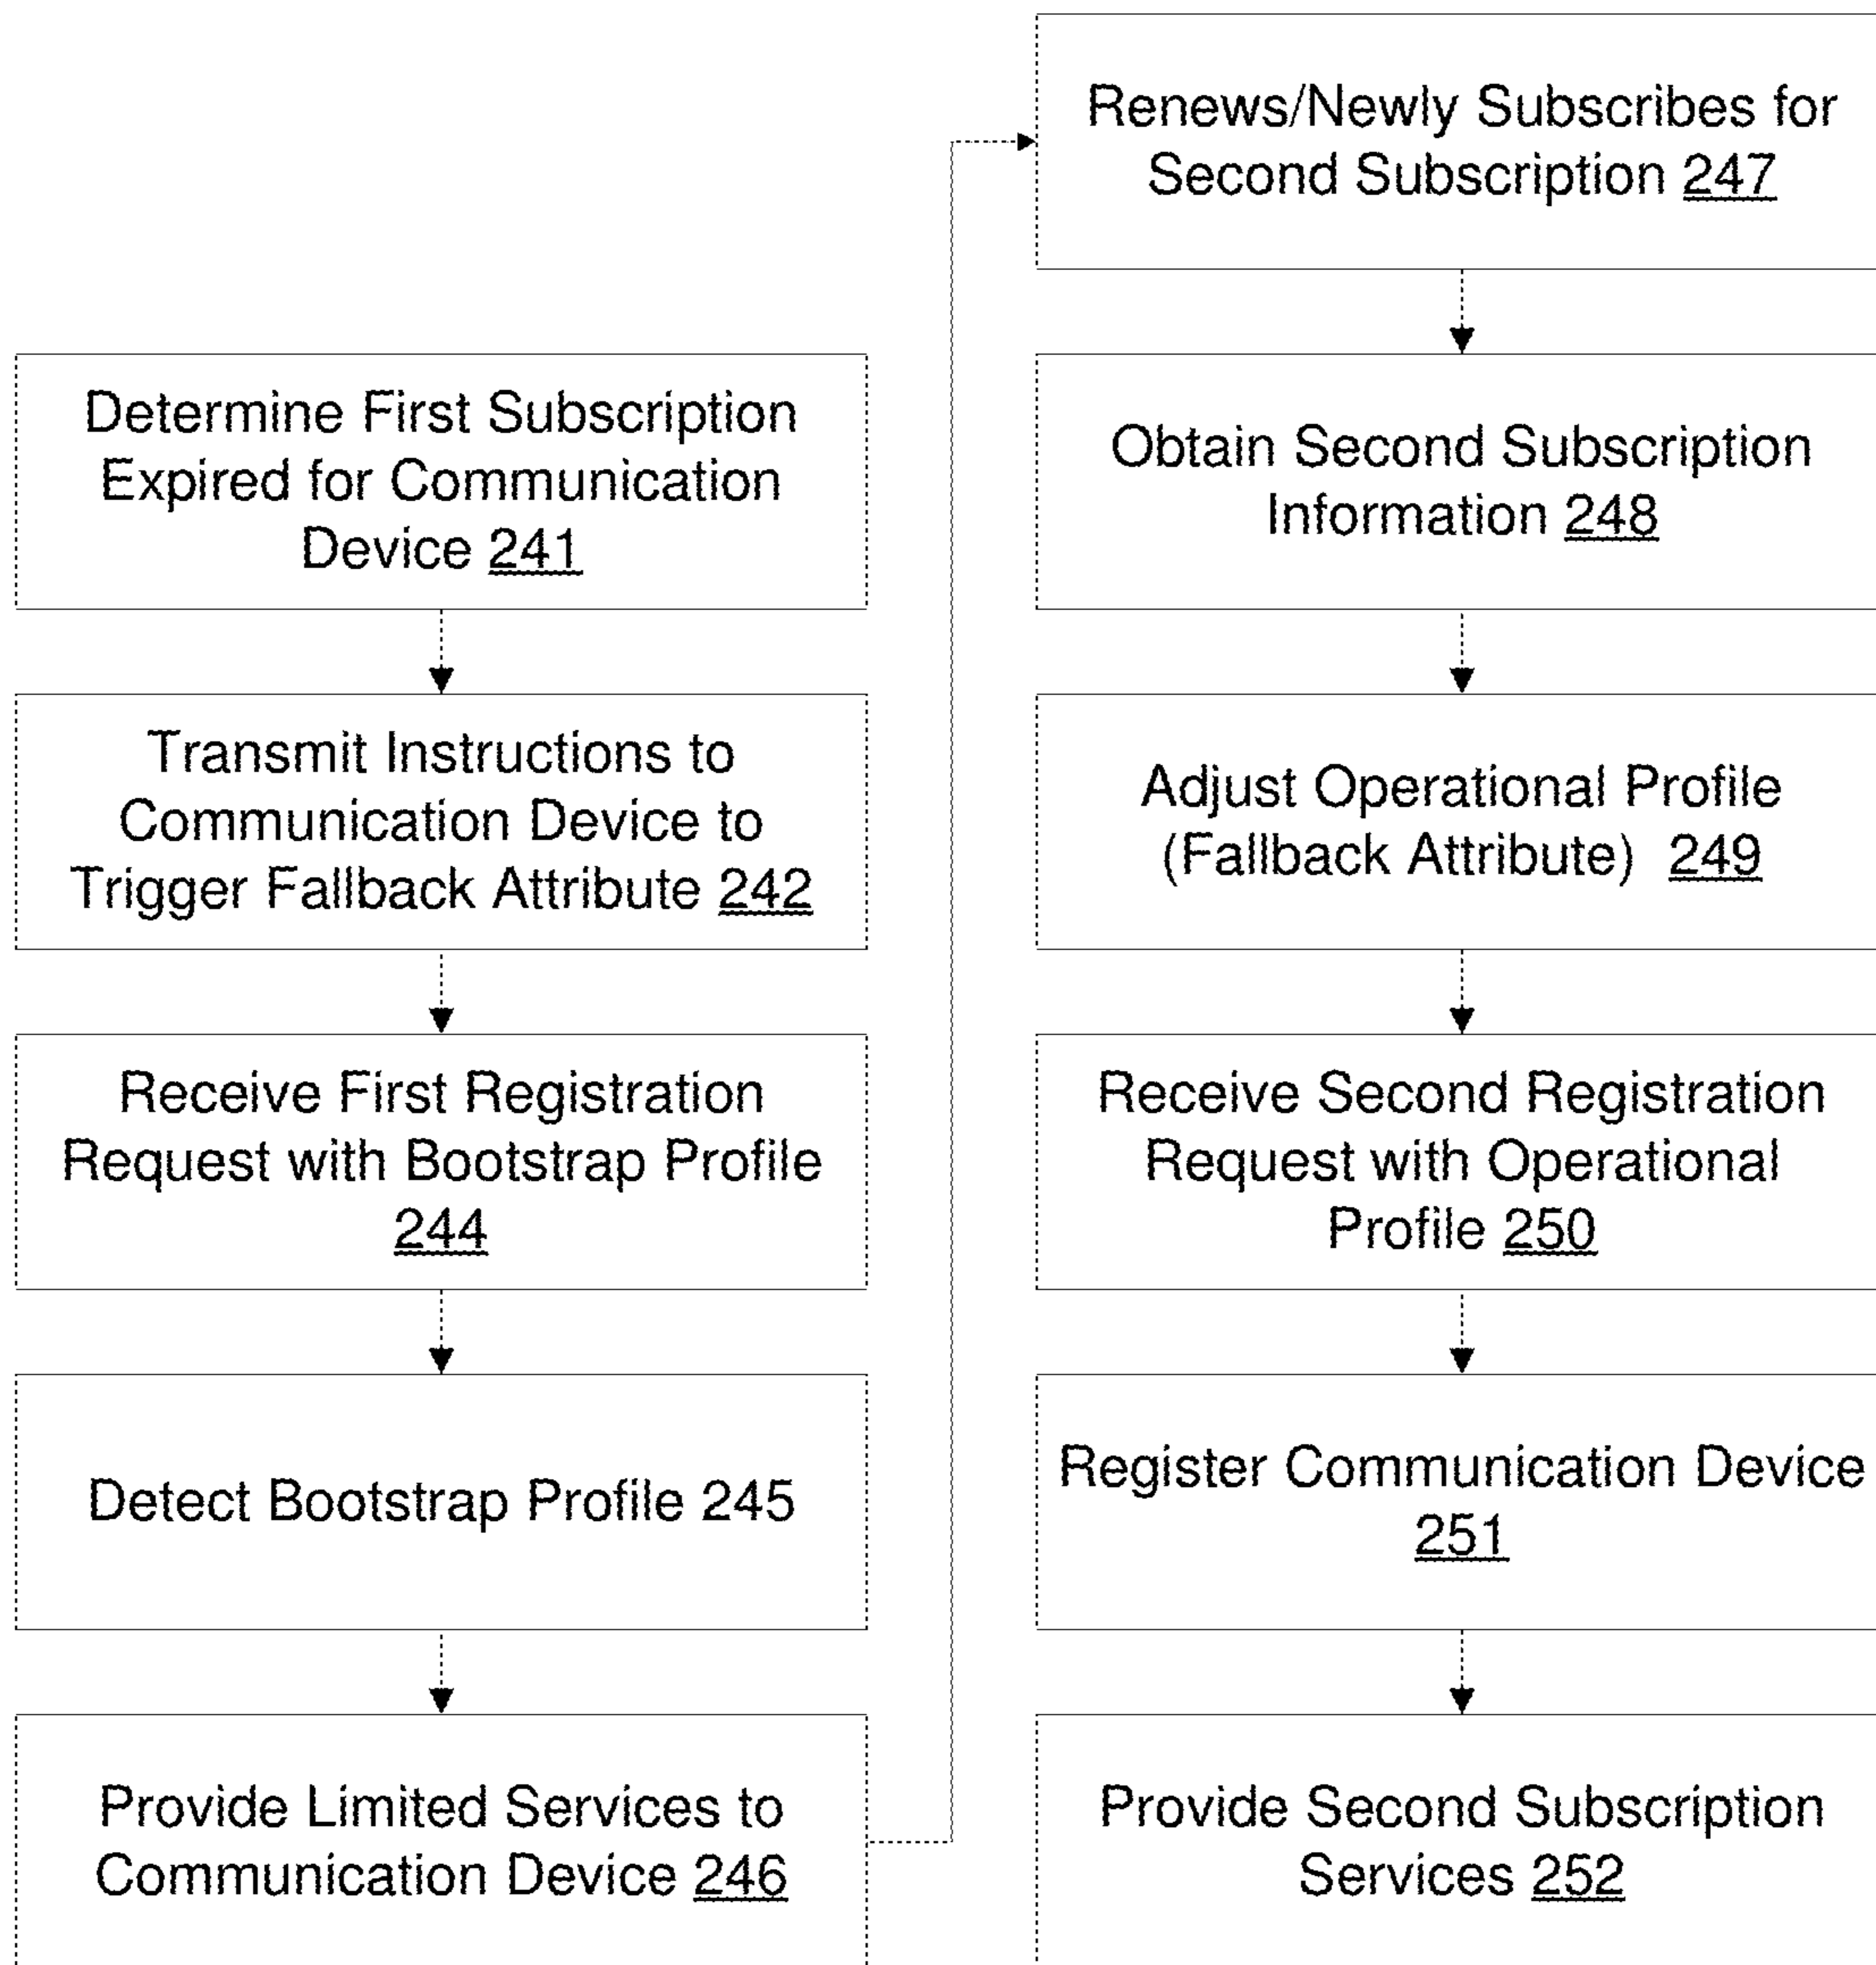 Determine First Subscription
Expired for Communication
Device 241
Transmit Instructions to
Communication Device to
Trigger Fallback Attribute 242
Receive First Registration
Request with Bootstrap Profile
244
Detect Bootstrap Profile 245
Provide Limited Services to
Communication Device 246
Renews/Newly Subscribes for
Second Subscription 247
Obtain Second Subscription
Information 248
Adjust Operational Profile
(Fallback Attribute) 249
Receive Second Registration
Request with Operational
Profile 250
Register Communication Device
251
Provide Second Subscription
Services 252